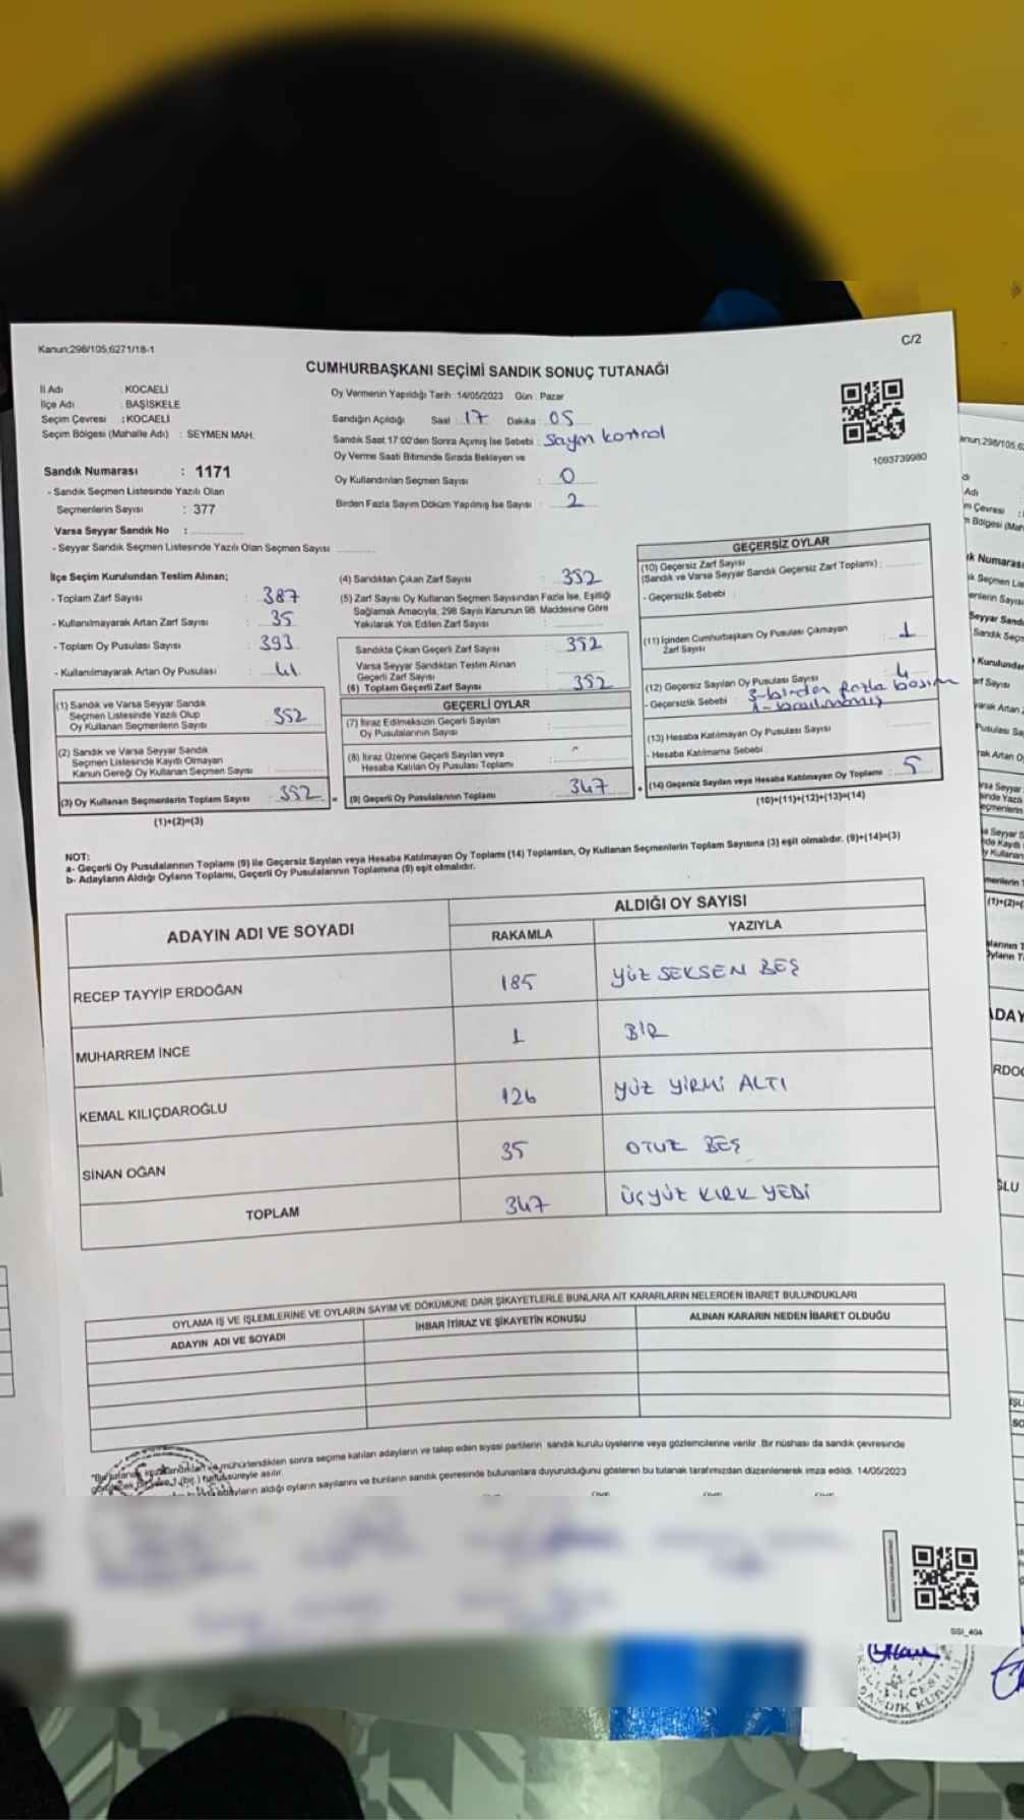 Kanun;298/105;6271/18-1
C/2
CUMHURBAŞKANI SEÇİMİ SANDIK SONUÇ TUTANAĞI
İl Adı : KOCAELİ
İlçe Adı : BAŞİSKELE
Seçim Çevresi : KOCAELİ
Seçim Bölgesi (Mahalle Adı) : SEYMEN MAH.
Oy Vermenin Yapıldığı Tarih 14/05/2023 Gün : Pazar
Sandığın Açıldığı Saat : 17 Dakika : 05
Sandık Saat 17:00'den Sonra Açmış İse Sebebi : Sayım kontrol
Oy Verme Saati Bitiminde Sırada Bekleyen ve
Oy Kullandırılan Seçmen Sayısı : 0
Birden Fazla Sayım Döküm Yapılmış İse Sayısı : 2
1093739980
Sandık Numarası : 1171
- Sandık Seçmen Listesinde Yazılı Olan
Seçmenlerin Sayısı : 377
Varsa Seyyar Sandık No :
- Seyyar Sandık Seçmen Listesinde Yazılı Olan Seçmen Sayısı
İlçe Seçim Kurulundan Teslim Alınan;
- Toplam Zarf Sayısı : 387
- Kullanılmayarak Artan Zarf Sayısı : 35
- Toplam Oy Pusulası Sayısı : 393
- Kullanılmayarak Artan Oy Pusulası : 41
(1) Sandık ve Varsa Seyyar Sandık
Seçmen Listesinde Yazılı Olup
Oy Kullanan Seçmenlerin Sayısı 352
(2) Sandık ve Varsa Seyyar Sandık
Seçmen Listesinde Kayıtlı Olmayan
Kanun Gereği Oy Kullanan Seçmen Sayısı
(3) Oy Kullanan Seçmenlerin Toplam Sayısı 352
(1)+(2)=(3)
(4) Sandıktan Çıkan Zarf Sayısı : 352
(5) Zarf Sayısı Oy Kullanan Seçmen Sayısından Fazla İse, Eşitliği
Sağlamak Amacıyla, 298 Sayılı Kanunun 98. Maddesine Göre
Yakılarak Yok Edilen Zarf Sayısı
Sandıkta Çıkan Geçerli Zarf Sayısı : 352
Varsa Seyyar Sandıktan Teslim Alınan
Geçerli Zarf Sayısı
(6) Toplam Geçerli Zarf Sayısı : 352
GEÇERLİ OYLAR
(7) İtiraz Edilmeksizin Geçerli Sayılan
Oy Pusulasının Sayısı
(8) İtiraz Üzerine Geçerli Sayılan veya
Hesaba Katılan Oy Pusulası Toplamı
= (9) Geçerli Oy Pusulalarının Toplamı : 347
GEÇERSİZ OYLAR
(10) Geçersiz Zarf Sayısı
(Sandık ve Varsa Seyyar Sandık Geçersiz Zarf Toplamı) :
- Geçersizlik Sebebi :
(11) İçinden Cumhurbaşkanı Oy Pusulası Çıkmayan
Zarf Sayısı : 1
(12) Geçersiz Sayılan Oy Pusulası Sayısı : 4
- Geçersizlik Sebebi : 3-birden fazla basım
(13) Hesaba Katılmayan Oy Pusulası Sayısı
- Hesaba Katılmama Sebebi
+ (14) Geçersiz Sayılan veya Hesaba Katılmayan Oy Toplamı : 5
(10)+(11)+(12)+(13)=(14)
NOT:
a- Geçerli Oy Pusulalarının Toplamı (9) ile Geçersiz Sayılan veya Hesaba Katılmayan Oy Toplamı (14) Toplamları, Oy Kullanan Seçmenlerin Toplam Sayısına (3) eşit olmalıdır. (9)+(14)=(3)
b- Adayların Aldığı Oyların Toplamı, Geçerli Oy Pusulalarının Toplamına (9) eşit olmalıdır.
ADAYIN ADI VE SOYADI ALDIĞI OY SAYISI
RAKAMLA YAZIYLA
RECEP TAYYİP ERDOĞAN 185 YÜZ SEKSEN BEŞ
MUHARREM İNCE 1 BİR
KEMAL KILIÇDAROĞLU 126 YÜZ YİRMİ ALTI
SİNAN OĞAN 35 OTUZ BEŞ
TOPLAM 347 ÜÇYÜZ KIRK YEDİ
OYLAMA İŞ VE İŞLEMLERİNE VE OYLARIN SAYIM VE DÖKÜMÜNE DAİR ŞİKAYETLERLE BUNLARA AİT KARARLARIN NELERDEN İBARET BULUNDUKLARI
ADAYIN ADI VE SOYADI İHBAR İTİRAZ VE ŞİKAYETİN KONUSU ALINAN KARARIN NEDEN İBARET OLDUĞU
mühürlendikten sonra seçime katılan adayların ve talep eden siyasi partilerin sandık kurulu üyelerine veya gözlemcilerine verilir. Bir nüshası da sandık çevresinde
süreyle asılır.
adayların aldığı oyların sayılarını ve bunların sandık çevresinde bulunanlara duyurulduğunu gösteren bu tutanak tarafımızdan düzenlenerek imza edildi. 14/05/2023
SSI_404